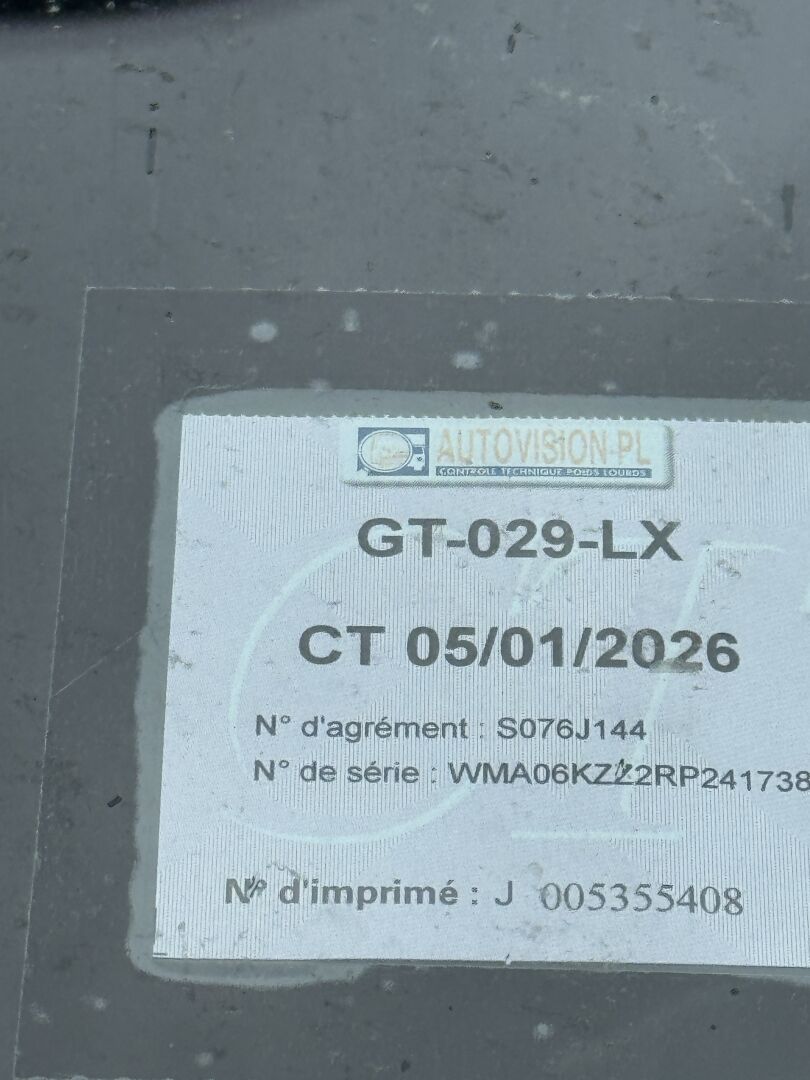 AUTOVISION PL
CONTROLE TECHNIQUE POIDS LOURDS
GT-029-LX
CT 05/01/2026
N° d'agrément : S076J144
N° de série : WMA06KZZ2RP241738
N° d'imprimé : J 005355408